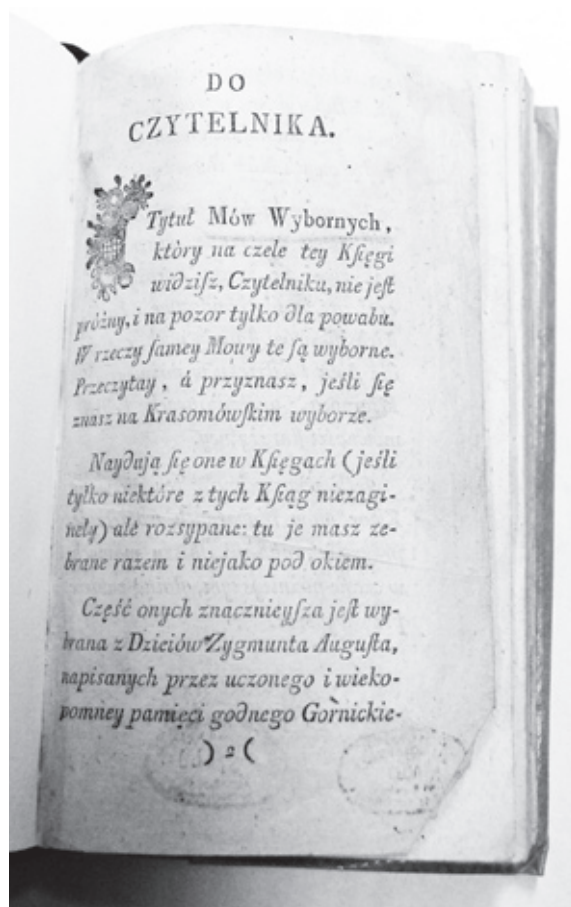 DO
CZYTELNIKA.
Tytuł Mów Wybornych,
który na czele tey Kſięgi
widziſz, Czytelniku, nie jeſt
próżny, i na pozor tylko dla powabu.
W rzeczy ſamey Mowy te ſą wyborne.
Przeczytay, á przyznasz, jeśli ſię
znasz na Krasomówſkim wyborze.
Naydują ſię one w Kſięgach (jeśli
tylko niektóre z tych Kſiąg niezagi-
nęły) ale rozsypane: tu je masz ze-
brane razem i niejako pod okiem.
Część onych znacznieyſza jeſt wy-
brana z Dzieiów Zygmunta Auguſta,
napisanych przez uczonego i wieko-
pomney pamięci godnego Gornickie-
) 2 (